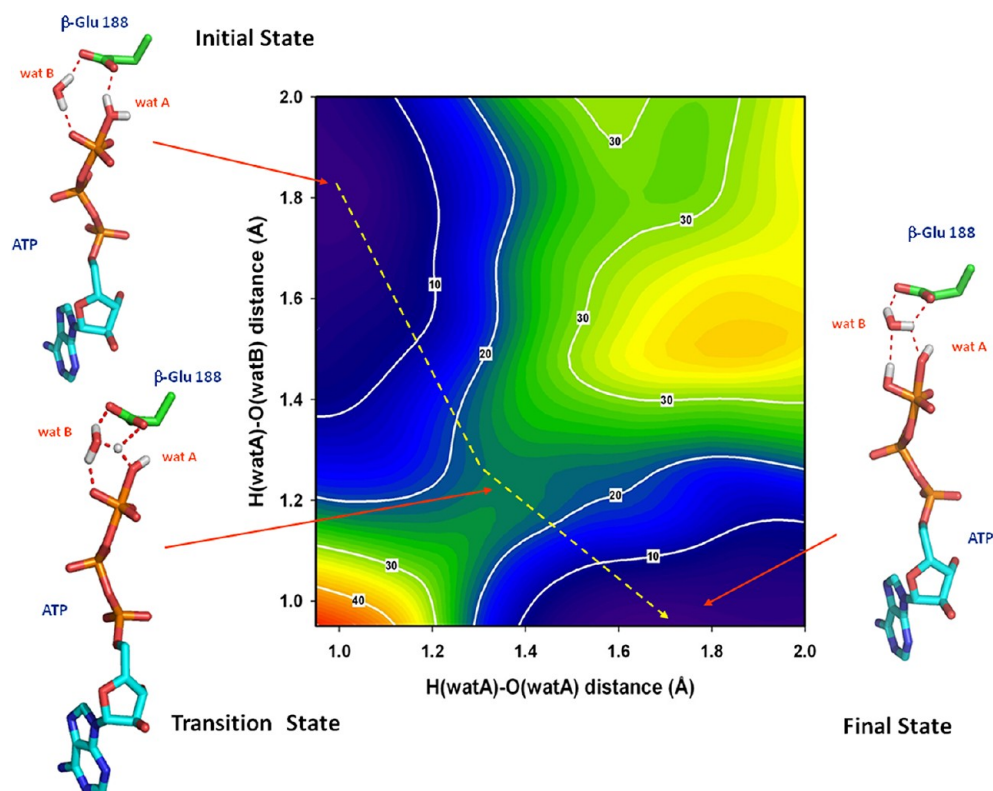 β-Glu 188
Initial State
wat B
wat A
ATP
β-Glu 188
wat B
wat A
ATP
Transition State
H(watA)-O(watB) distance (Å)
2.0
1.8
1.6
1.4
1.2
1.0
30
30
10
20
30
30
20
30
10
40
1.0 1.2 1.4 1.6 1.8 2.0
H(watA)-O(watA) distance (Å)
β-Glu 188
wat B
wat A
ATP
Final State